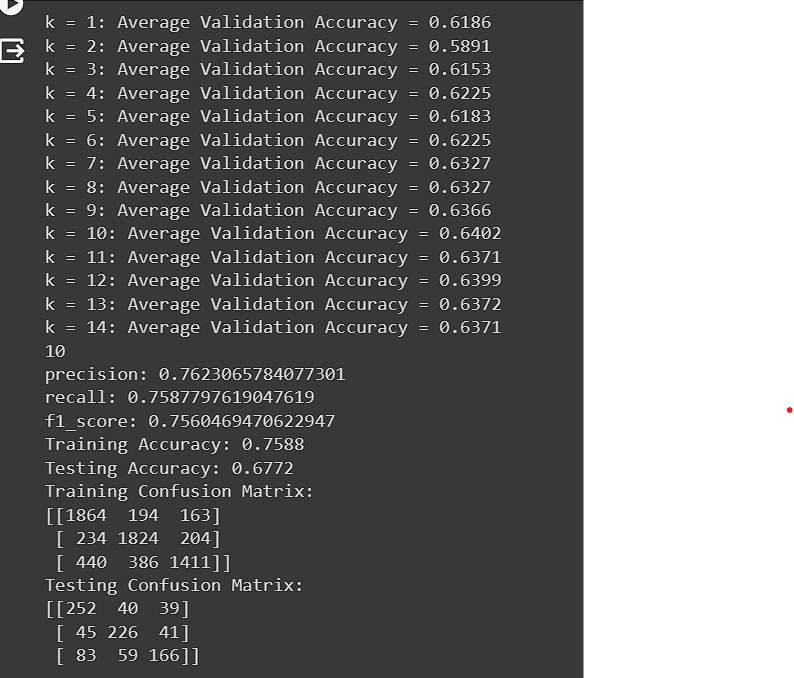 k = 1: Average Validation Accuracy = 0.6186
k = 2: Average Validation Accuracy = 0.5891
k = 3: Average Validation Accuracy = 0.6153
k = 4: Average Validation Accuracy = 0.6225
k = 5: Average Validation Accuracy = 0.6183
k = 6: Average Validation Accuracy = 0.6225
k = 7: Average Validation Accuracy = 0.6327
k = 8: Average Validation Accuracy = 0.6327
k = 9: Average Validation Accuracy = 0.6366
k = 10: Average Validation Accuracy = 0.6402
k = 11: Average Validation Accuracy = 0.6371
k = 12: Average Validation Accuracy = 0.6399
k = 13: Average Validation Accuracy = 0.6372
k = 14: Average Validation Accuracy = 0.6371
10
precision: 0.7623065784077301
recall: 0.7587797619047619
f1_score: 0.7560469470622947
Training Accuracy: 0.7588
Testing Accuracy: 0.6772
Training Confusion Matrix:
[[1864  194  163]
 [ 234 1824  204]
 [ 440  386 1411]]
Testing Confusion Matrix:
[[252  40  39]
 [ 45 226  41]
 [ 83  59 166]]